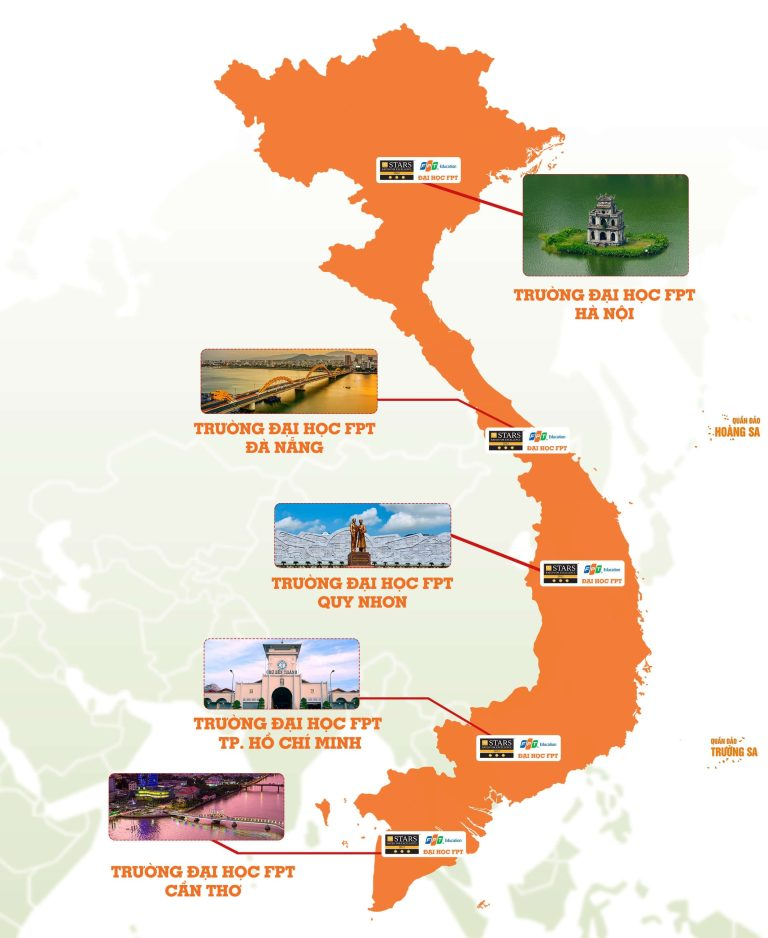 STARS
FPT Education
ĐẠI HỌC FPT
TRƯỜNG ĐẠI HỌC FPT
HÀ NỘI
TRƯỜNG ĐẠI HỌC FPT
ĐÀ NẴNG
STARS
FPT Education
ĐẠI HỌC FPT
QUẦN ĐẢO
HOÀNG SA
TRƯỜNG ĐẠI HỌC FPT
QUY NHƠN
STARS
FPT Education
ĐẠI HỌC FPT
TRƯỜNG ĐẠI HỌC FPT
TP. HỒ CHÍ MINH
STARS
FPT Education
ĐẠI HỌC FPT
QUẦN ĐẢO
TRƯỜNG SA
TRƯỜNG ĐẠI HỌC FPT
CẦN THƠ
STARS
FPT Education
ĐẠI HỌC FPT